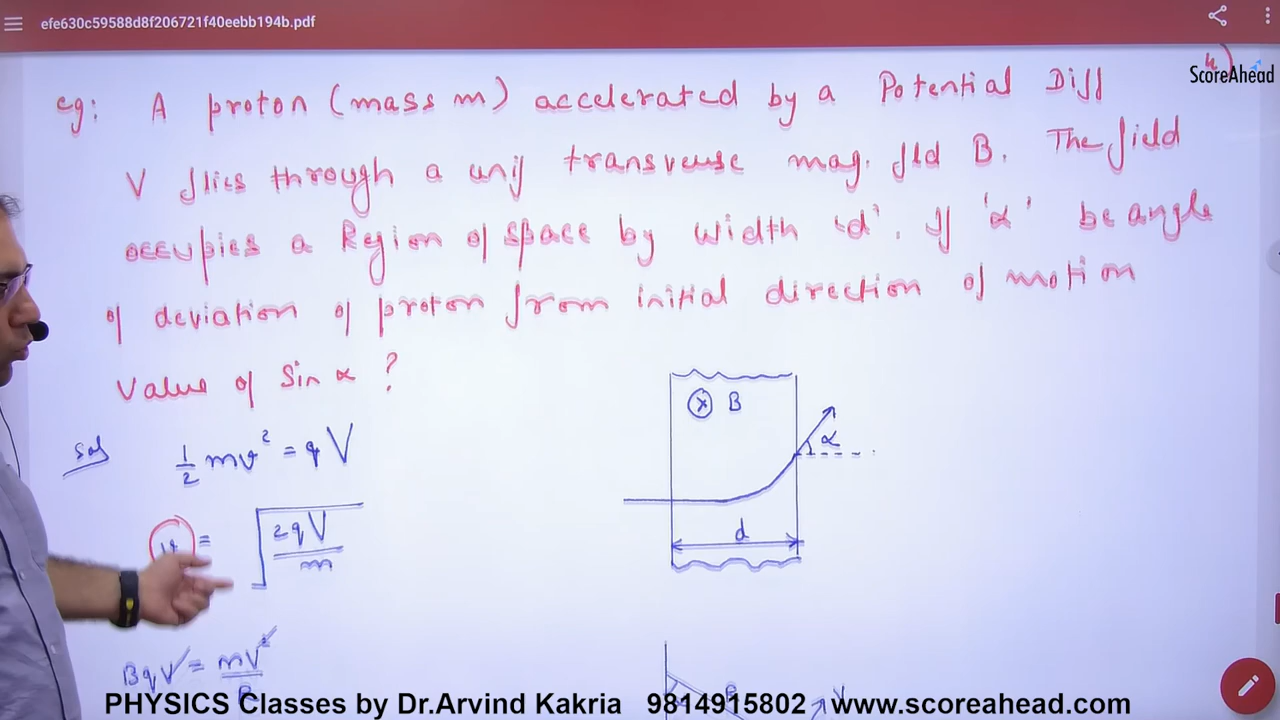 efe630c59588d8f206721f40eebb194b.pdf
ScoreAhead
eg: A proton (mass m) accelerated by a Potential Diff
V flies through a unif transverse mag. fld B. The field
occupies a Region of space by width 'd'. If 'α' be angle
of deviation of proton from initial direction of motion
Value of Sin α ?
Sol
1/2 mv² = qV
v = √(2qV/m)
BqV = mV²/R
⊗ B
α
d
R
V
PHYSICS Classes by Dr.Arvind Kakria 9814915802 www.scoreahead.com